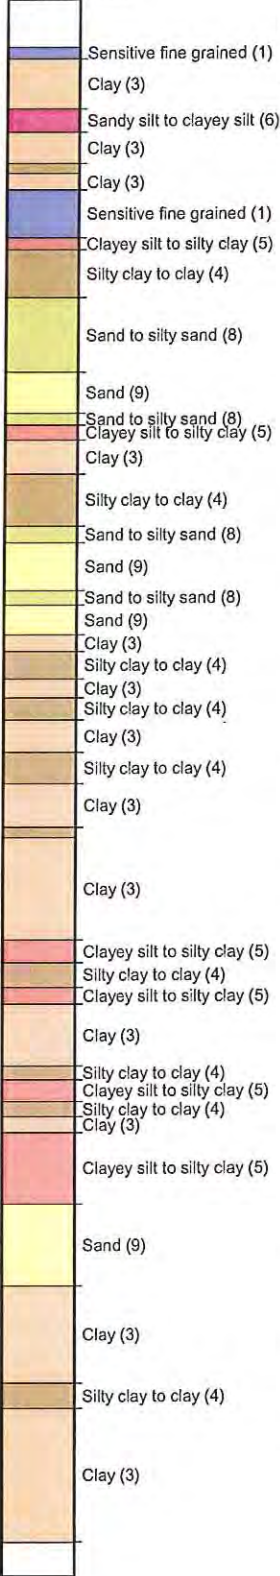 Sensitive fine grained (1)
Clay (3)
Sandy silt to clayey silt (6)
Clay (3)
Clay (3)
Sensitive fine grained (1)
Clayey silt to silty clay (5)
Silty clay to clay (4)
Sand to silty sand (8)
Sand (9)
Sand to silty sand (8)
Clayey silt to silty clay (5)
Clay (3)
Silty clay to clay (4)
Sand to silty sand (8)
Sand (9)
Sand to silty sand (8)
Sand (9)
Clay (3)
Silty clay to clay (4)
Clay (3)
Silty clay to clay (4)
Clay (3)
Silty clay to clay (4)
Clay (3)
Clay (3)
Clayey silt to silty clay (5)
Silty clay to clay (4)
Clayey silt to silty clay (5)
Clay (3)
Silty clay to clay (4)
Clayey silt to silty clay (5)
Silty clay to clay (4)
Clay (3)
Clayey silt to silty clay (5)
Sand (9)
Clay (3)
Silty clay to clay (4)
Clay (3)